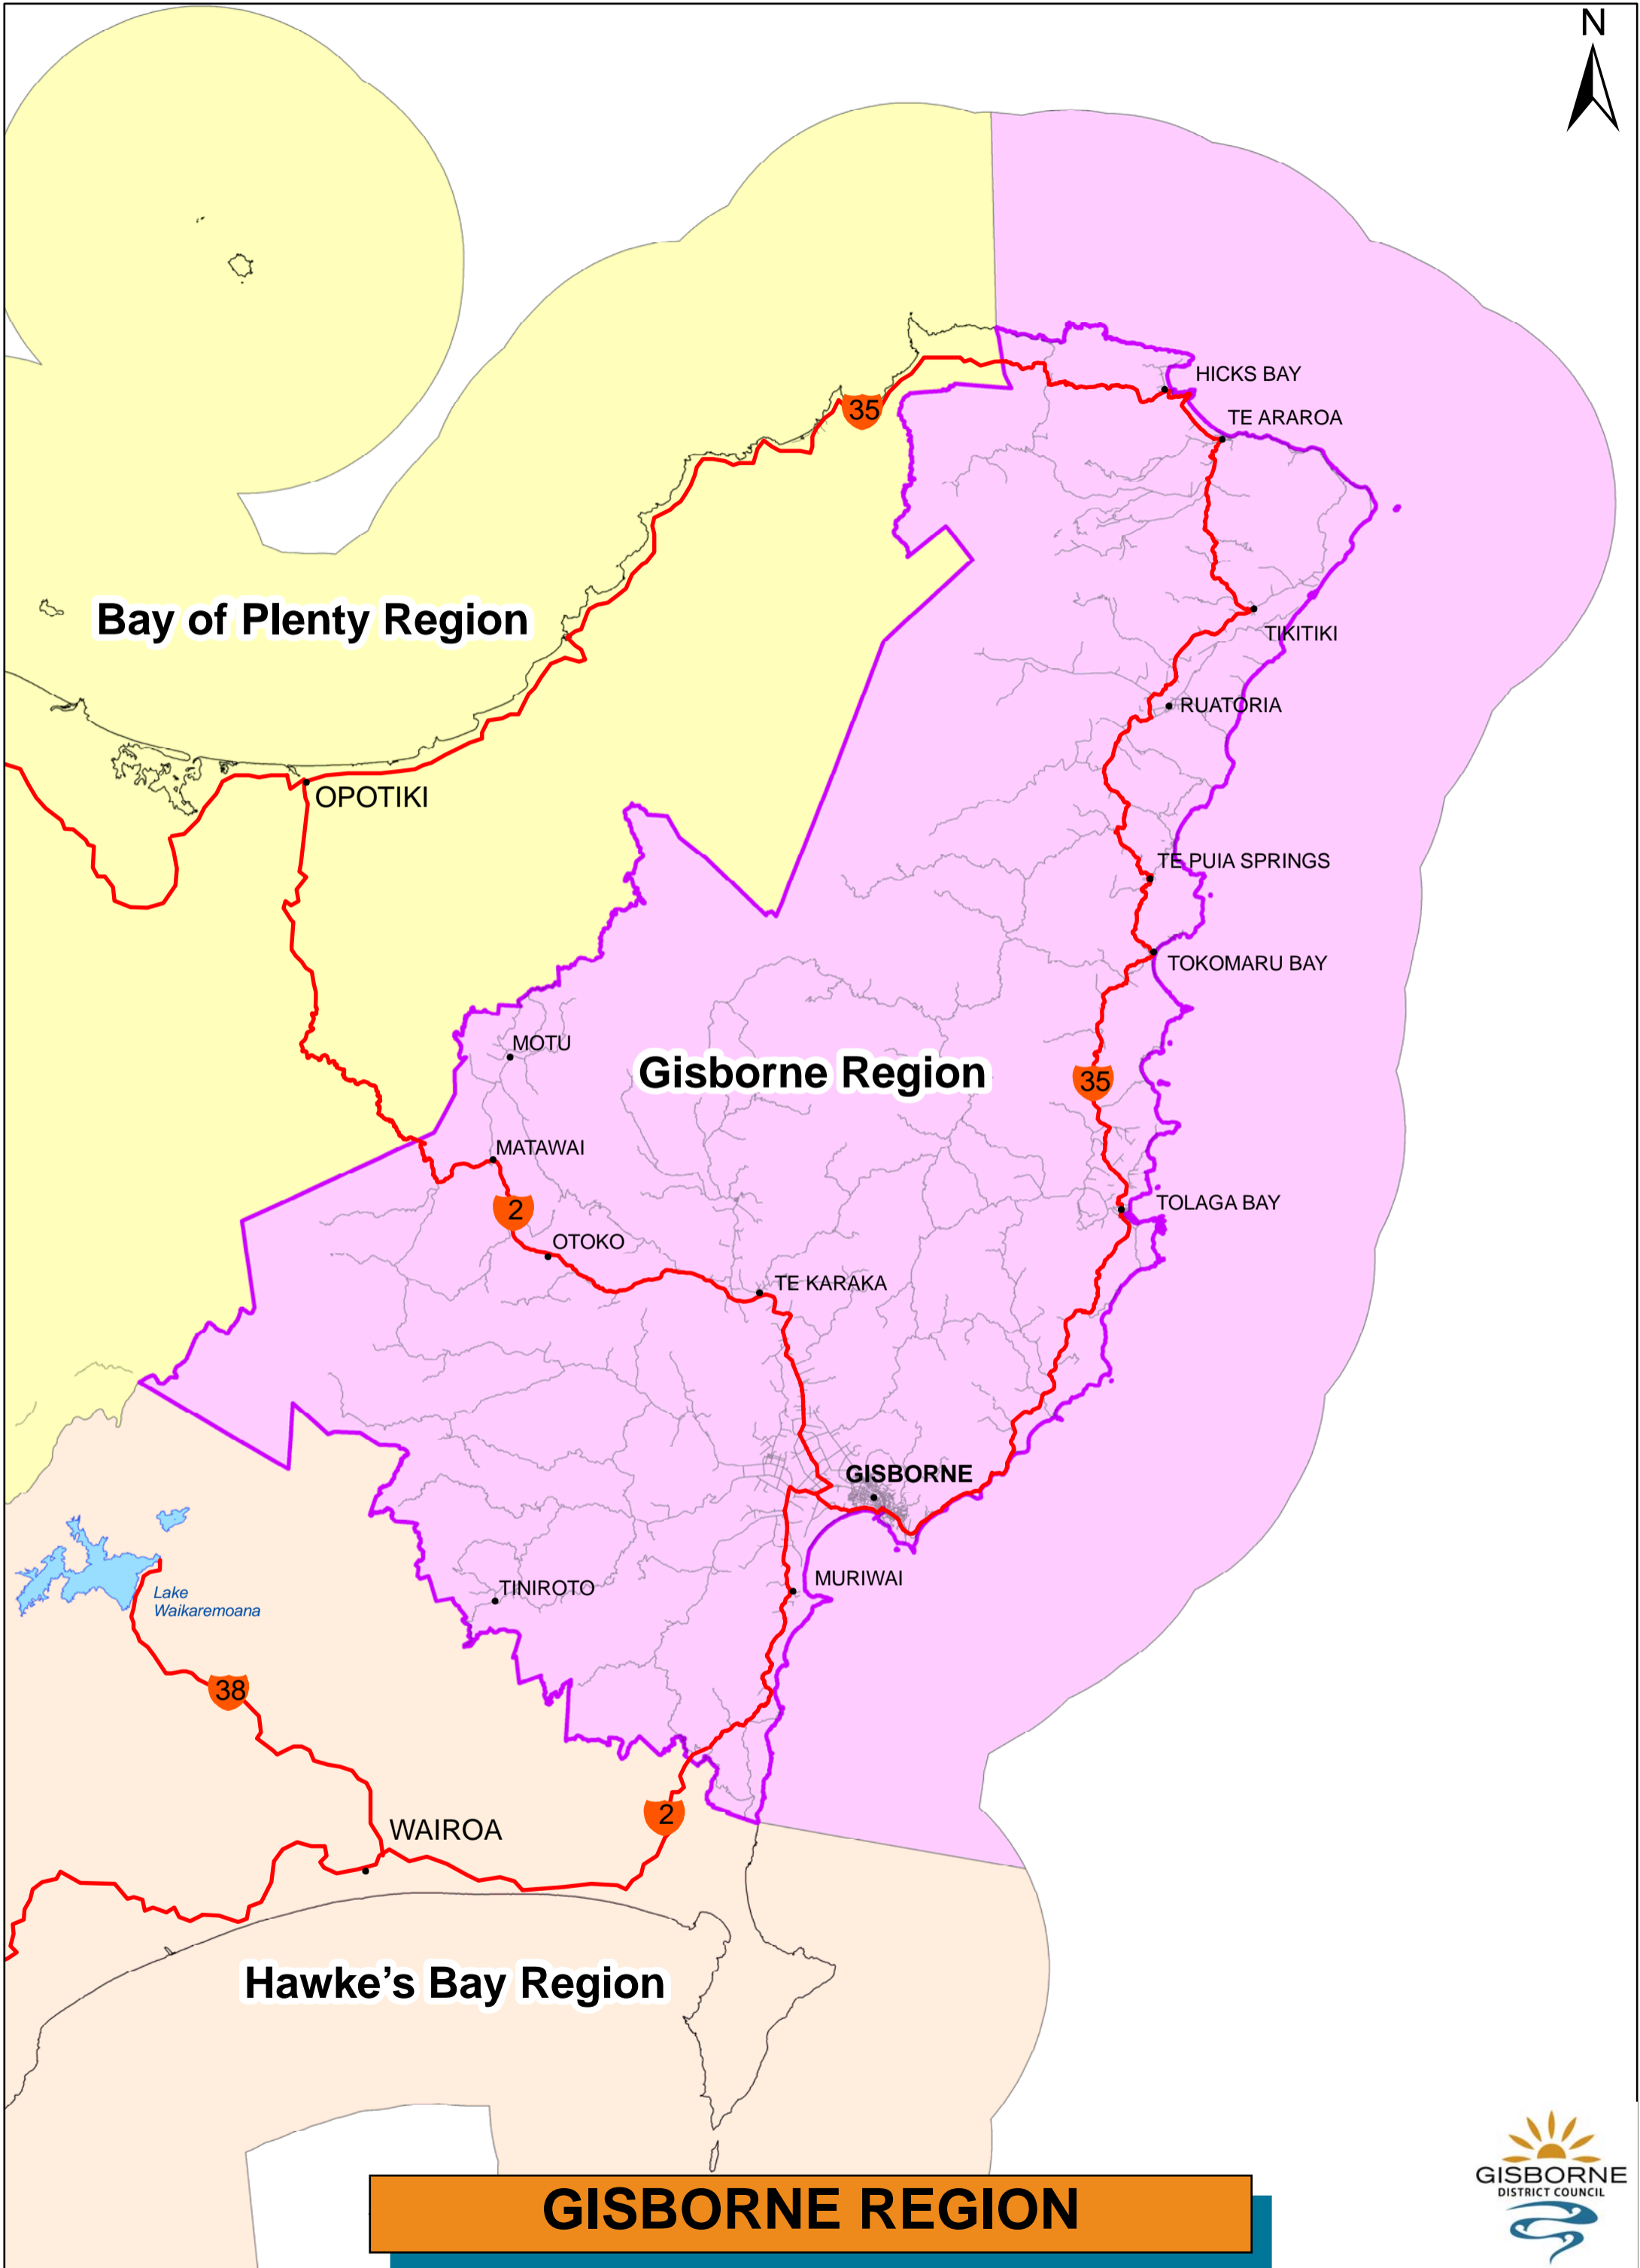 N
HICKS BAY
35
TE ARAROA
Bay of Plenty Region
TIKITIKI
RUATORIA
OPOTIKI
TE PUIA SPRINGS
TOKOMARU BAY
MOTU
Gisborne Region
35
MATAWAI
2
TOLAGA BAY
OTOKO
TE KARAKA
GISBORNE
TINIROTO
MURIWAI
Lake
Waikaremoana
38
2
WAIROA
Hawke’s Bay Region
GISBORNE REGION
GISBORNE
DISTRICT COUNCIL